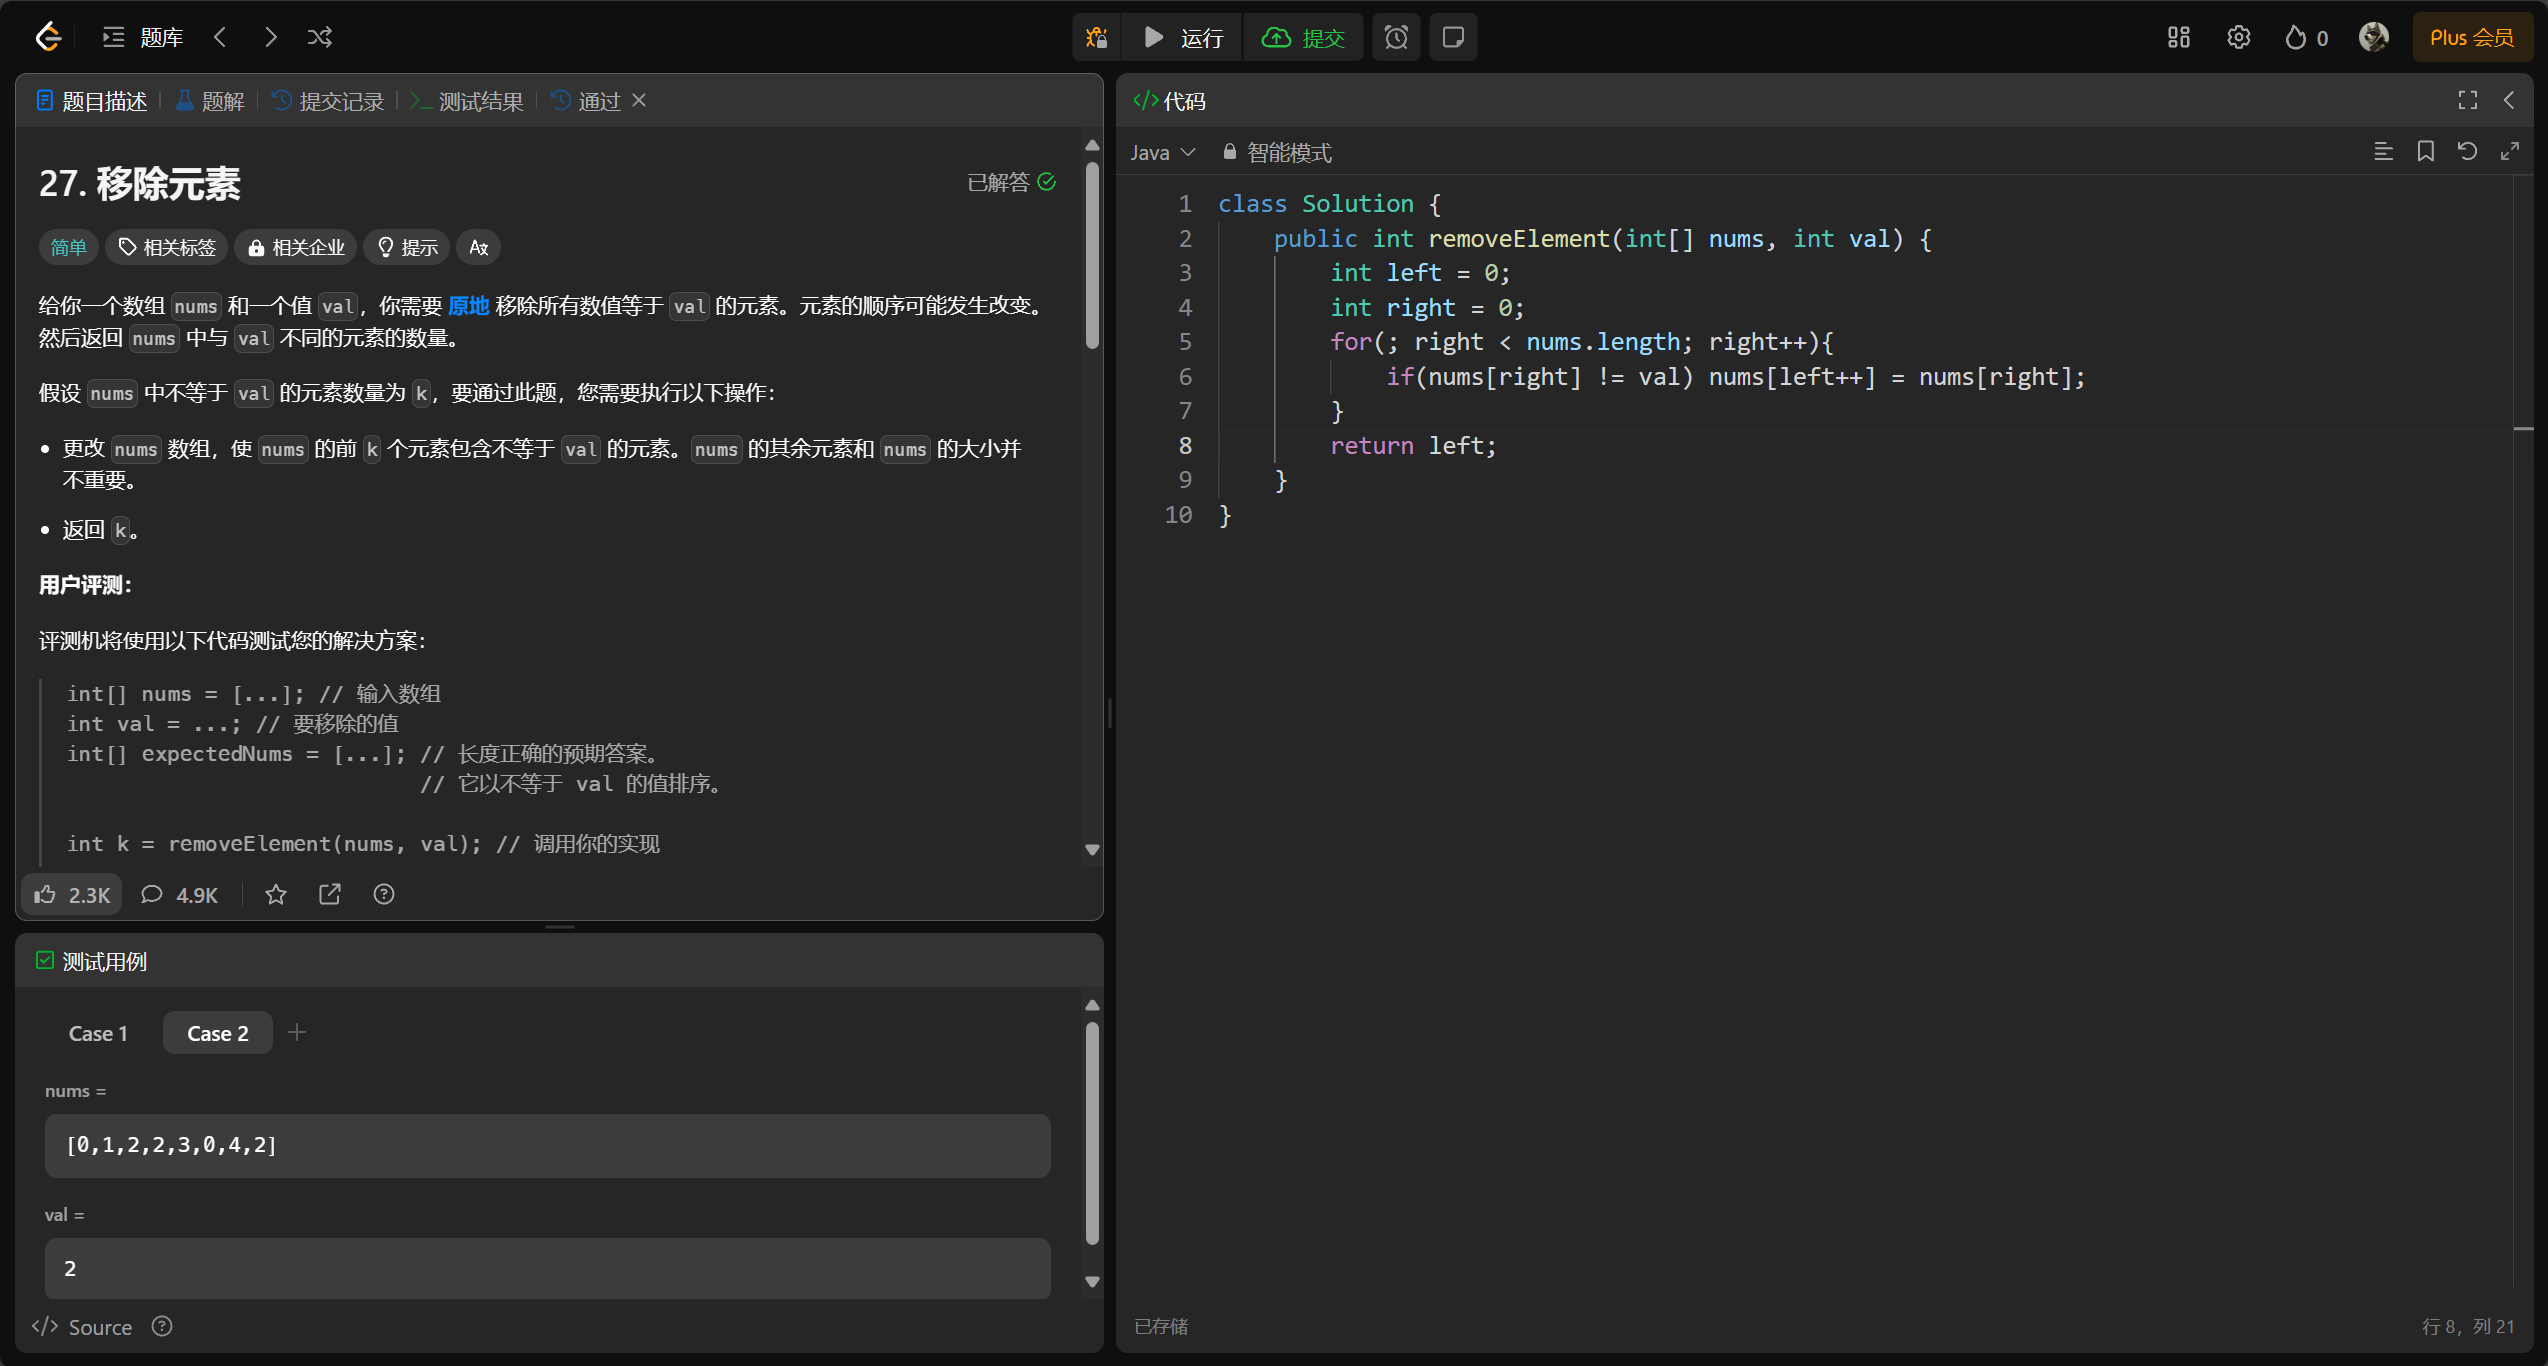 题库
运行
提交
0
Plus 会员
题目描述
题解
提交记录
测试结果
通过
27. 移除元素
已解答
简单
相关标签
相关企业
提示
给你一个数组 nums 和一个值 val，你需要 原地 移除所有数值等于 val 的元素。元素的顺序可能发生改变。
然后返回 nums 中与 val 不同的元素的数量。
假设 nums 中不等于 val 的元素数量为 k，要通过此题，您需要执行以下操作：
更改 nums 数组，使 nums 的前 k 个元素包含不等于 val 的元素。nums 的其余元素和 nums 的大小并
不重要。
返回 k。
用户评测：
评测机将使用以下代码测试您的解决方案：
int[] nums = [...]; // 输入数组
int val = ...; // 要移除的值
int[] expectedNums = [...]; // 长度正确的预期答案。
// 它以不等于 val 的值排序。
int k = removeElement(nums, val); // 调用你的实现
2.3K
4.9K
测试用例
Case 1
Case 2
nums =
[0,1,2,2,3,0,4,2]
val =
2
Source
代码
Java
智能模式
1 class Solution {
2 public int removeElement(int[] nums, int val) {
3 int left = 0;
4 int right = 0;
5 for(; right < nums.length; right++){
6 if(nums[right] != val) nums[left++] = nums[right];
7 }
8 return left;
9 }
10 }
已存储
行 8，列 21